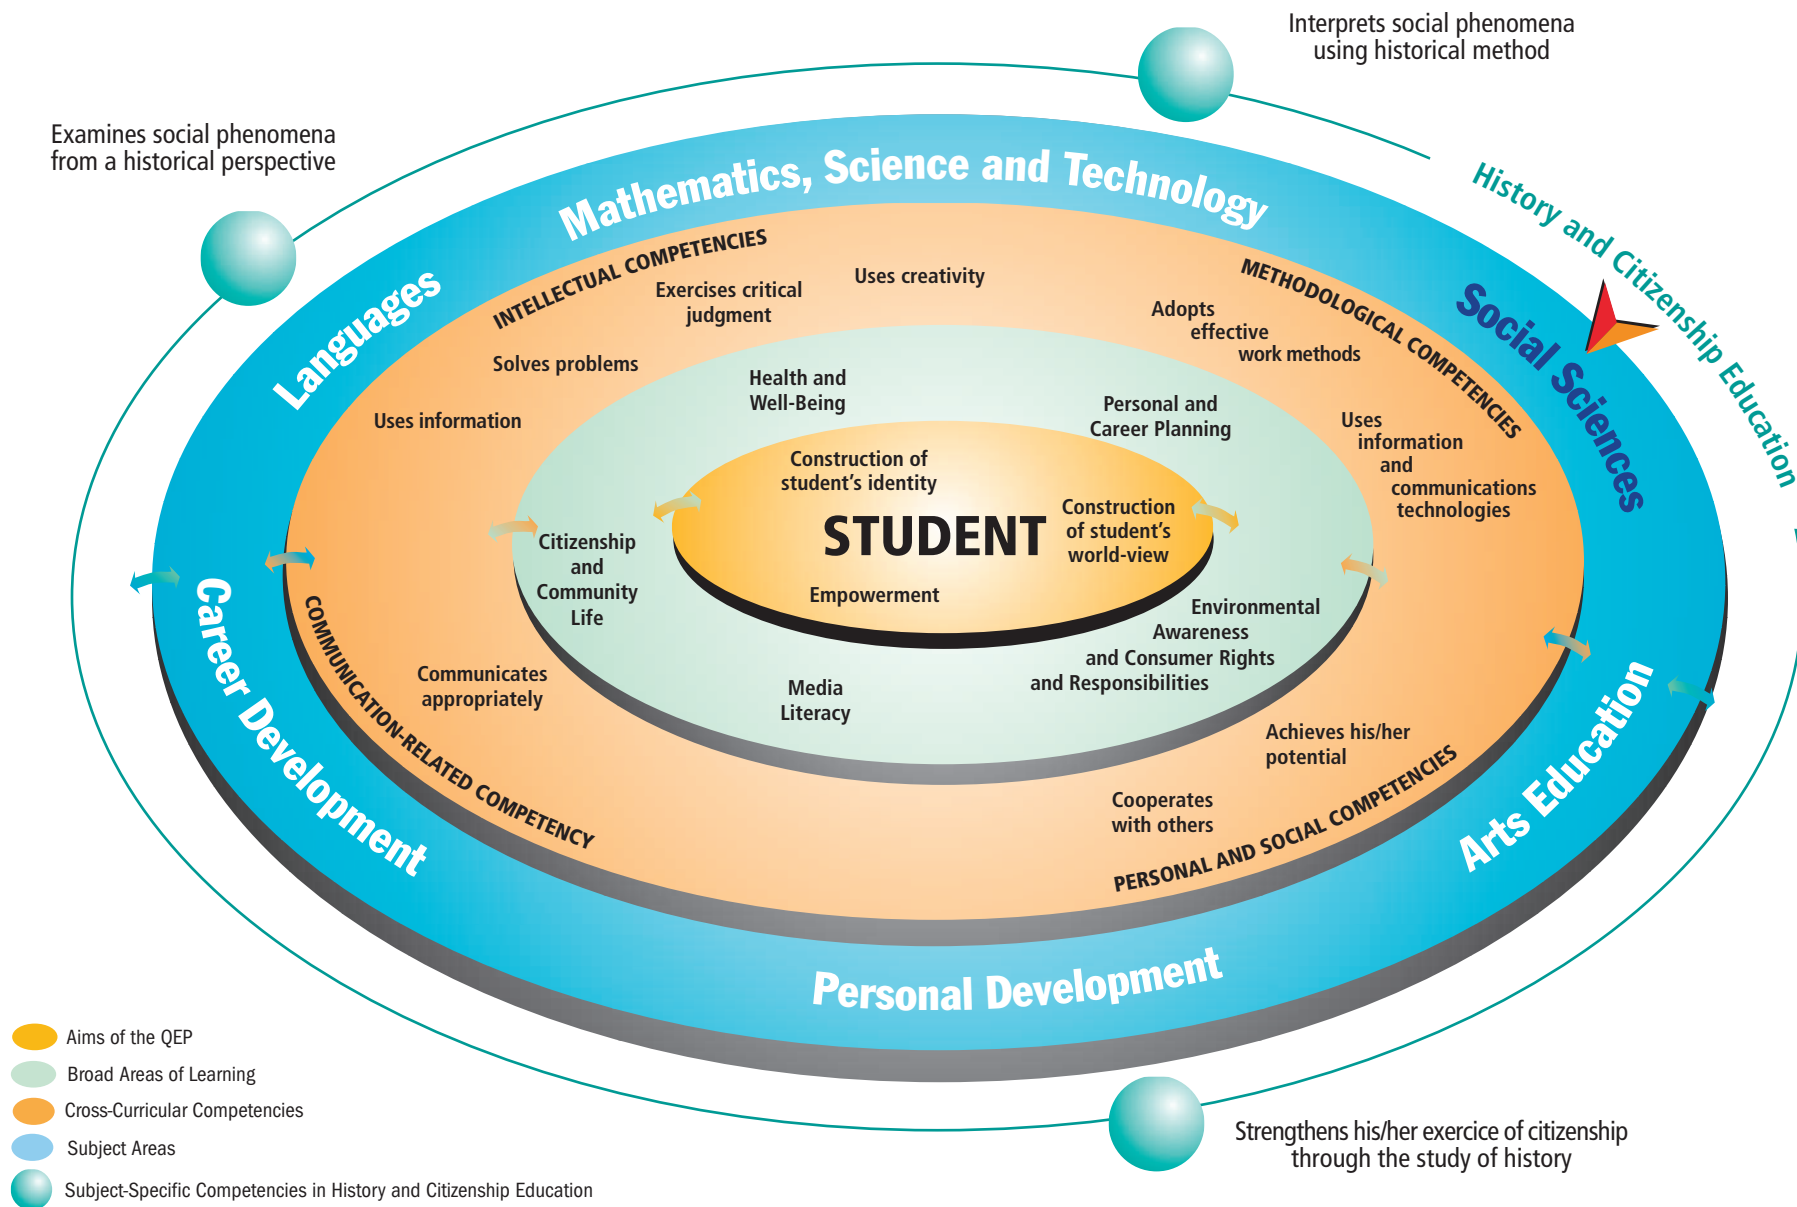 Interprets social phenomena
using historical method
Examines social phenomena
from a historical perspective
History and Citizenship Education
Mathematics, Science and Technology
Languages
Social Sciences
Career Development
Arts Education
Personal Development
INTELLECTUAL COMPETENCIES
Uses creativity
Exercises critical
judgment
Solves problems
Uses information
METHODOLOGICAL COMPETENCIES
Adopts
effective
work methods
Uses
information
and
communications
technologies
COMMUNICATION-RELATED COMPETENCY
Communicates
appropriately
PERSONAL AND SOCIAL COMPETENCIES
Achieves his/her
potential
Cooperates
with others
Health and
Well-Being
Personal and
Career Planning
Citizenship
and
Community
Life
Environmental
Awareness
and Consumer Rights
and Responsibilities
Media
Literacy
Construction of
student's identity
STUDENT
Construction
of student's
world-view
Empowerment
Aims of the QEP
Broad Areas of Learning
Cross-Curricular Competencies
Subject Areas
Subject-Specific Competencies in History and Citizenship Education
Strengthens his/her exercice of citizenship
through the study of history